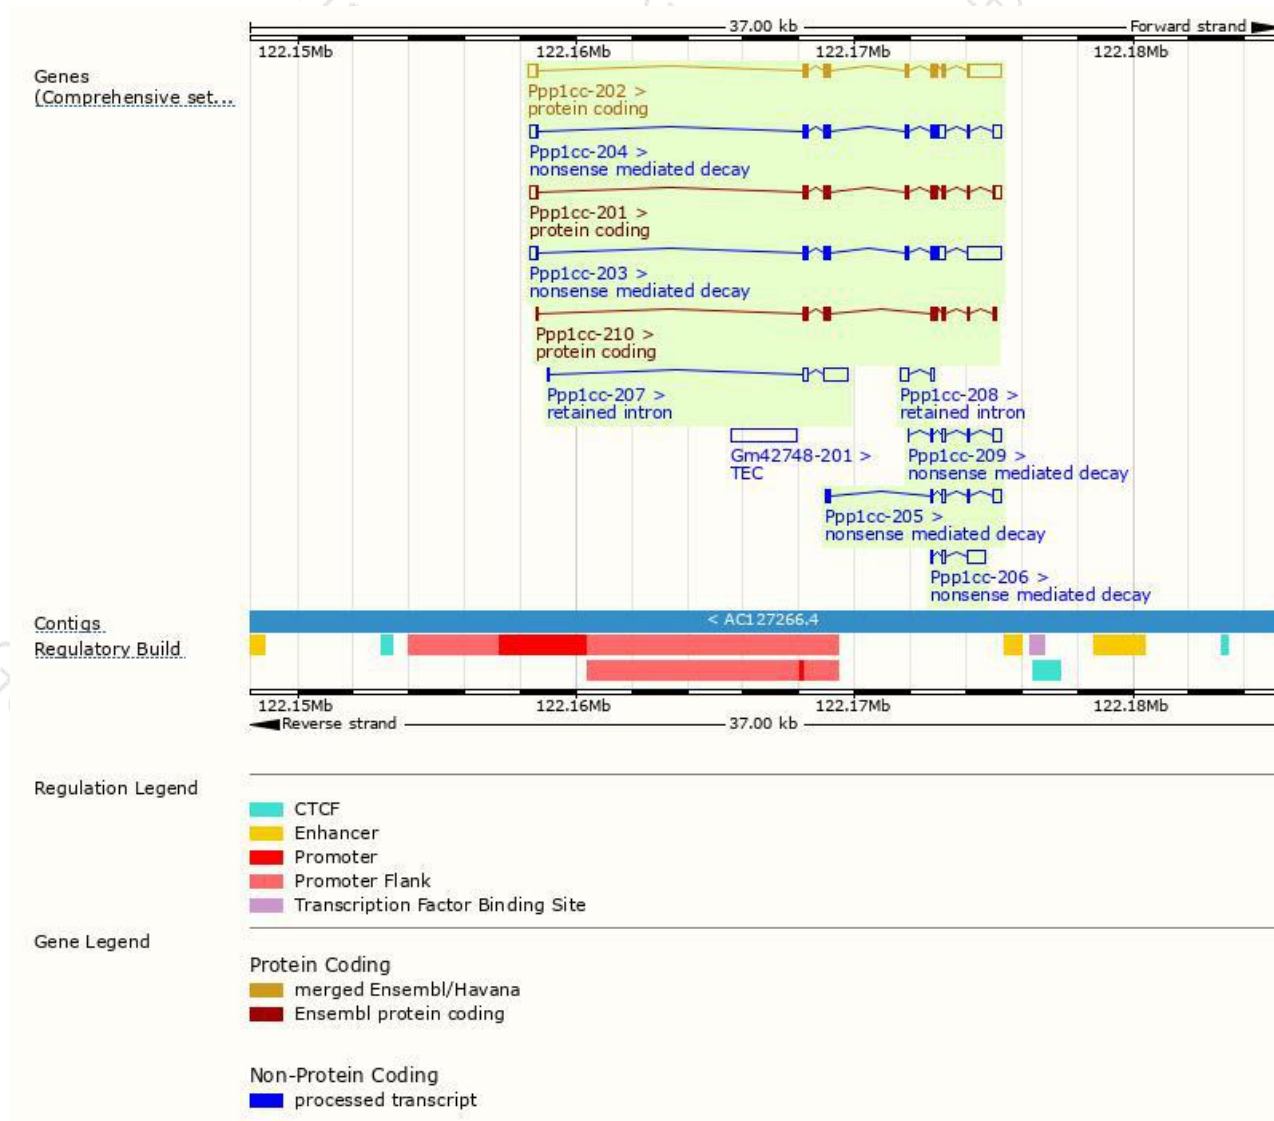 37.00 kb
Forward strand
122.15Mb 122.16Mb 122.17Mb 122.18Mb
Genes
(Comprehensive set...
Ppp1cc-202 >
protein coding
Ppp1cc-204 >
nonsense mediated decay
Ppp1cc-201 >
protein coding
Ppp1cc-203 >
nonsense mediated decay
Ppp1cc-210 >
protein coding
Ppp1cc-207 > Ppp1cc-208 >
retained intron retained intron
Gm42748-201 > Ppp1cc-209 >
TEC nonsense mediated decay
Ppp1cc-205 >
nonsense mediated decay
Ppp1cc-206 >
nonsense mediated decay
Contigs < AC127266.4
Regulatory Build
122.15Mb 122.16Mb 122.17Mb 122.18Mb
Reverse strand 37.00 kb
Regulation Legend
CTCF
Enhancer
Promoter
Promoter Flank
Transcription Factor Binding Site
Gene Legend
Protein Coding
merged Ensembl/Havana
Ensembl protein coding
Non-Protein Coding
processed transcript